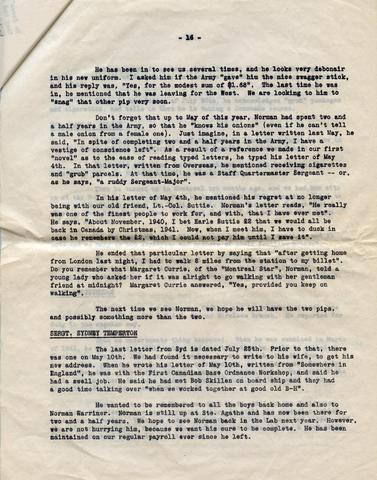 - 16 -
He has been in to see us several times, and he looks very debonair
in his new uniform. I asked him if the Army "gave" him the nice swagger stick,
and his reply was, "Yes, for the modest sum of $1.68". The last time he was
in, he mentioned that he was leaving for the West. We are looking to him to
"snag" that other pip very soon.
Don't forget that up to May of this year, Norman had spent two and
a half years in the Army, so that he "knows his onions" (even if he can't tell
a male onion from a female one). Just imagine, in a letter written last May, he
said, "In spite of completing two and a half years in the Army, I have a
vestige of conscience left". As a result of a reference we made in our first
"novel" as to the ease of reading typed letters, he typed his letter of May
4th. In that letter, written from Overseas, he mentioned receiving cigarettes
and "grub" parcels. At that time, he was a Staff Quartermaster Sergeant -- or,
as he says, "a ruddy Sergeant-Major".
In his letter of May 4th, he mentioned his regret at no longer
being with our old friend, Lt.-Col. Suttie. Norman's letter reads, "He really
was one of the finest people to work for, and with, that I have ever met".
He says, "About November, 1940, I bet Earle Suttie £2 that we would all be
back in Canada by Christmas, 1941. Now, when I meet him, I have to duck in
case he remembers the £2, which I could not pay him until I save it".
He ended that particular letter by saying that "after getting home
from London last night, I had to walk 8 miles from the station to my billet".
Do you remember what Margaret Currie, of the "Montreal Star", Norman, told a
young lady who asked her if it was alright to go walking with her gentleman
friend at midnight? Margaret Currie answered, "Yes, provided you keep on
walking".
The next time we see Norman, we hope he will have the two pips,
and possibly something more than the two.
SERGT. SYDNEY TEMPERTON
The last letter from Syd is dated July 25th. Prior to that, there
was one on May 10th. We had found it necessary to write to his wife, to get his
new address. When he wrote his letter of May 10th, written from "Somewhere in
England", he was with the First Canadian Base Ordnance Workshop, and said he
had a swell job. He said he had met Bob Skillen on board ship and they had
a good time talking over "when we worked together at good old B-H".
He wanted to be remembered to all the boys back home and also to
Norman Warriner. Norman is still up at Ste. Agathe and has now been there for
two and a half years. We hope to see Norman back in the Lab next year. However,
we are not hurrying him, because we want his cure to be complete. He has been
maintained on our regular payroll ever since he left.